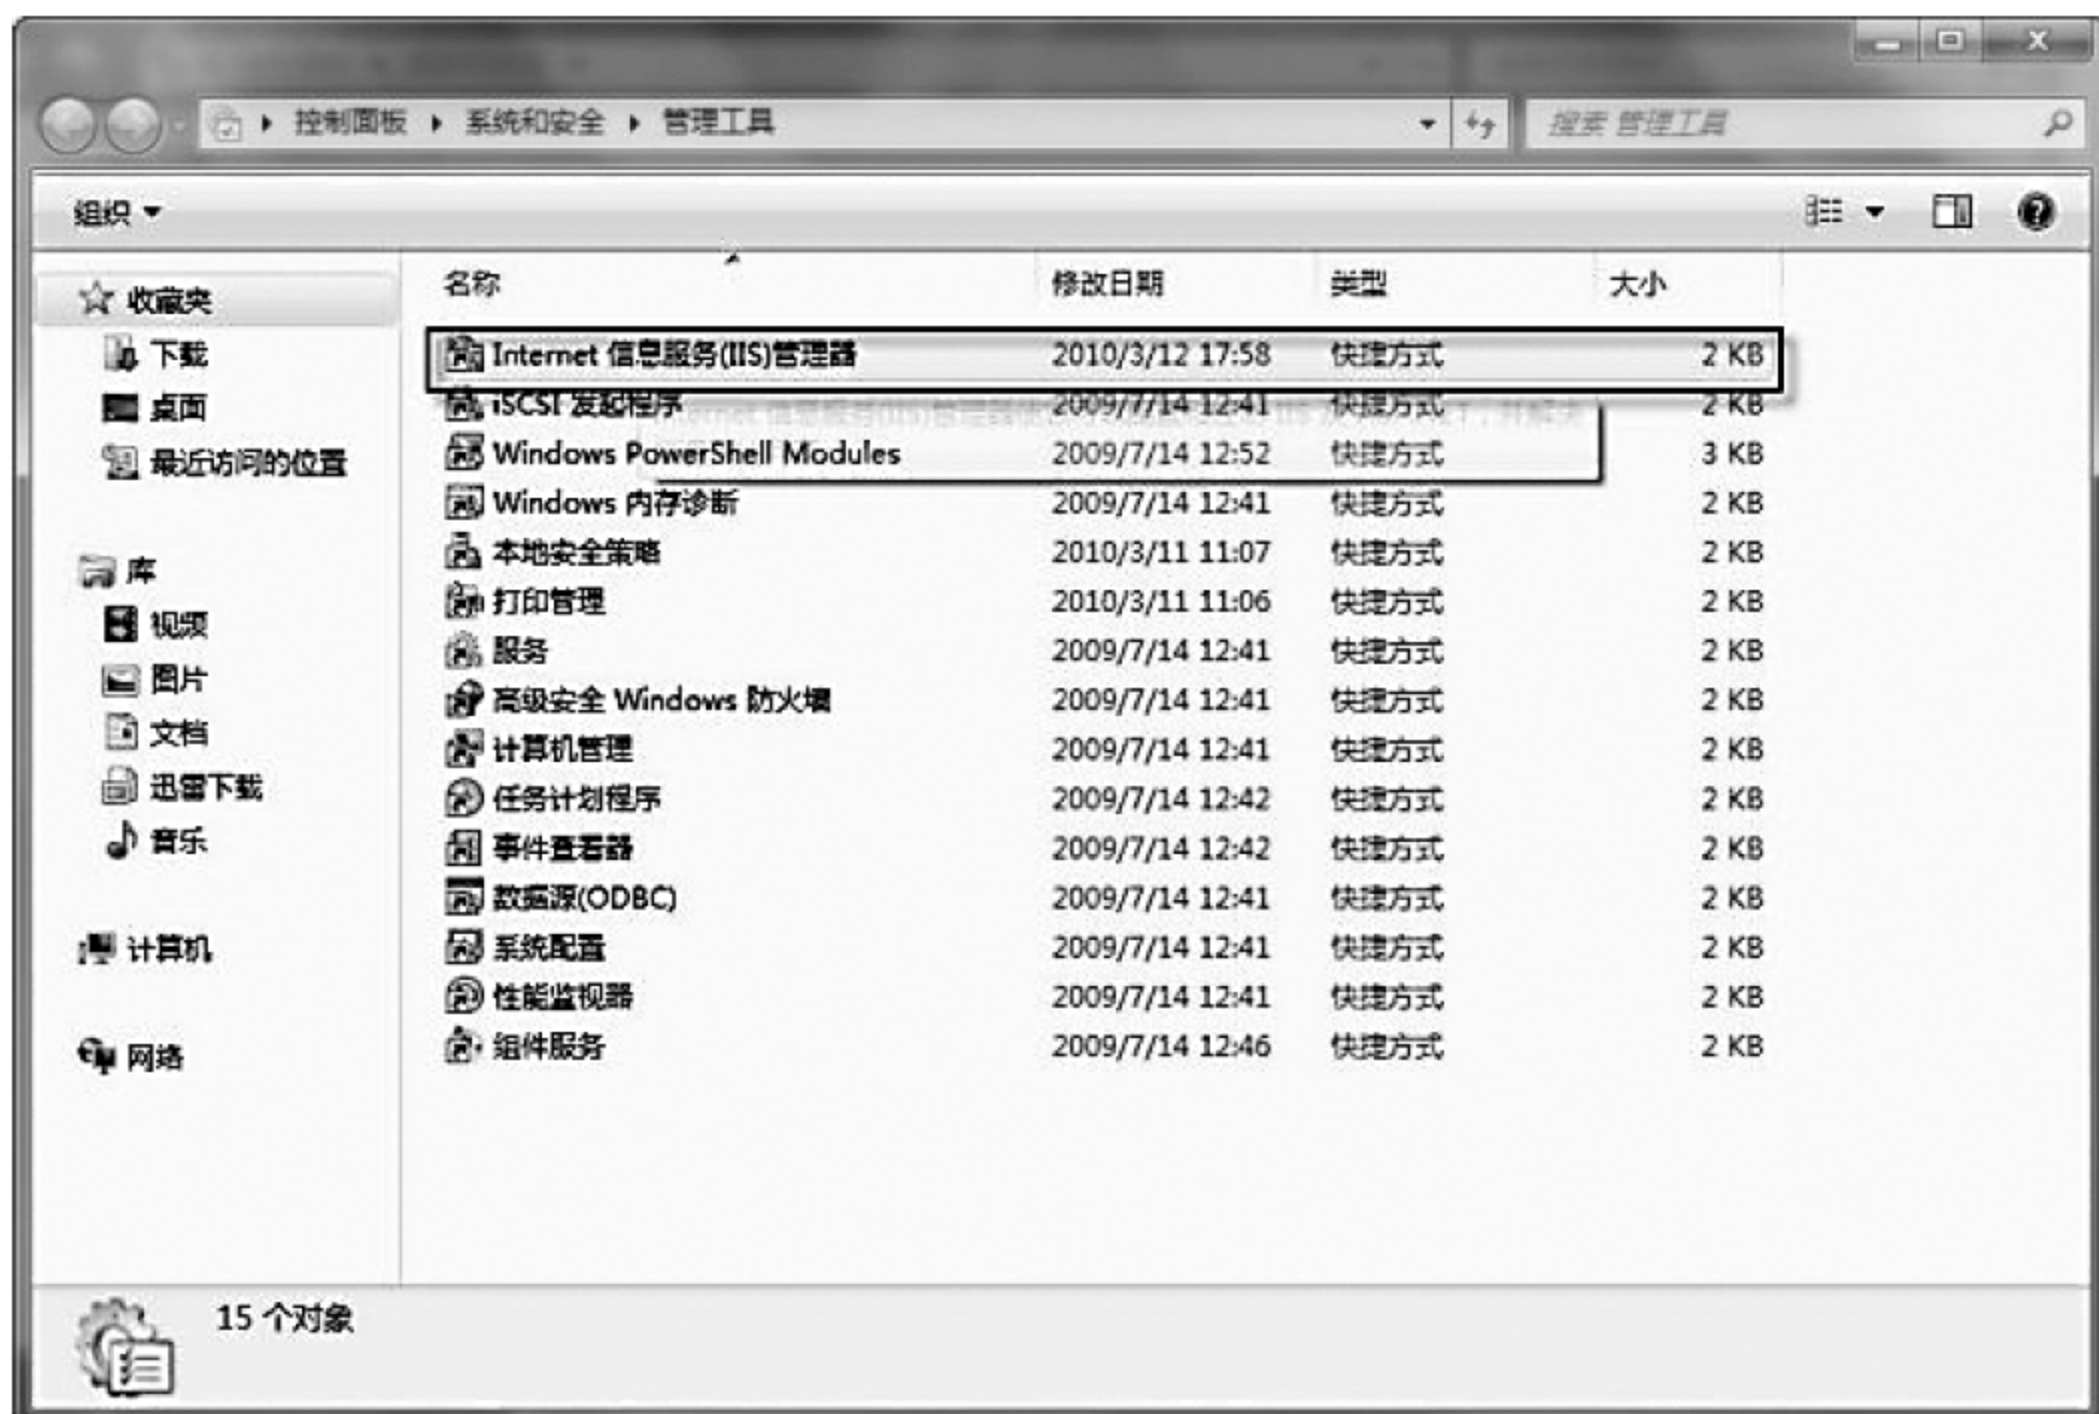 控制面板 系统和安全 管理工具
搜索 管理工具
组织
名称 修改日期 类型 大小
收藏夹
下载
桌面
最近访问的位置
库
视频
图片
文档
迅雷下载
音乐
计算机
网络
Internet 信息服务(IIS)管理器 2010/3/12 17:58 快捷方式 2 KB
iSCSI 发起程序 2009/7/14 12:41 快捷方式 2 KB
Windows PowerShell Modules 2009/7/14 12:52 快捷方式 3 KB
Windows 内存诊断 2009/7/14 12:41 快捷方式 2 KB
本地安全策略 2010/3/11 11:07 快捷方式 2 KB
打印管理 2010/3/11 11:06 快捷方式 2 KB
服务 2009/7/14 12:41 快捷方式 2 KB
高级安全 Windows 防火墙 2009/7/14 12:41 快捷方式 2 KB
计算机管理 2009/7/14 12:41 快捷方式 2 KB
任务计划程序 2009/7/14 12:42 快捷方式 2 KB
事件查看器 2009/7/14 12:42 快捷方式 2 KB
数据源(ODBC) 2009/7/14 12:41 快捷方式 2 KB
系统配置 2009/7/14 12:41 快捷方式 2 KB
性能监视器 2009/7/14 12:41 快捷方式 2 KB
组件服务 2009/7/14 12:46 快捷方式 2 KB
15 个对象